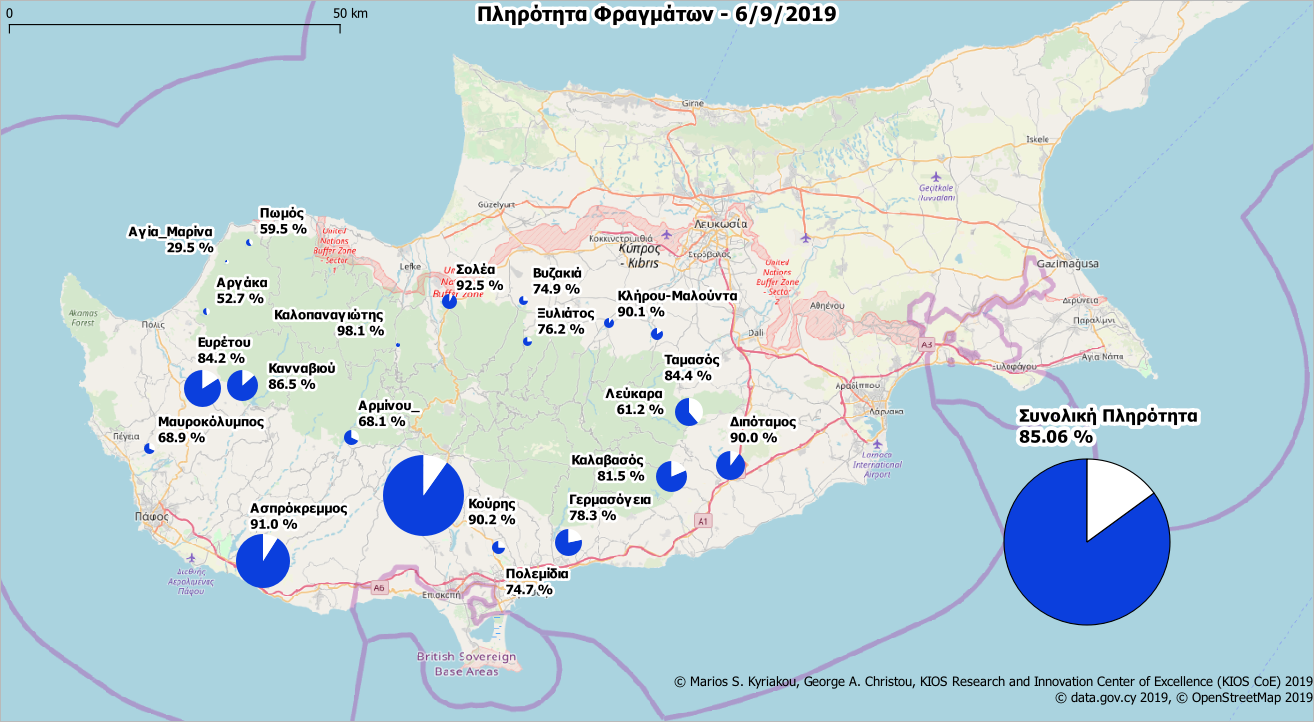 Πληρότητα Φραγμάτων - 6/9/2019
0
50 km
Girne
Iskele
Geçitkale
Güzelyurt
Λευκωσία
Κοκκινοτριμιθιά
Κύπρος
- Kıbrıs
Στρόβολος
United
Nations
Buffer Zone
- Sector
Lefke
United
Nations
Buffer Zone
- Sector
Gazimağusa
Δερύνεια
Παραλίμνι
Αγία Νάπα
Ξυλοφάγου
Αθηένου
Dali
Αραδίππου
Λάρνακα
Larnaca
International
Airport
A3
A1
A6
Akamas
Forest
Πόλις
Γιέγεια
Πάφος
Διεθνής
Αερολιμένας
Πάφου
Επισκοπή
British Sovereign
Base Areas
Πωμός
59.5 %
Αγία_Μαρίνα
29.5 %
Αργάκα
52.7 %
Καλοπαναγιώτης
98.1 %
Σολέα
92.5 %
Βυζακιά
74.9 %
Ξυλιάτος
76.2 %
Κλήρου-Μαλούντα
90.1 %
Ταμασός
84.4 %
Ευρέτου
84.2 %
Κανναβιού
86.5 %
Μαυροκόλυμπος
68.9 %
Αρμίνου_
68.1 %
Λεύκαρα
61.2 %
Διπόταμος
90.0 %
Καλαβασός
81.5 %
Γερμασόγεια
78.3 %
Κούρης
90.2 %
Ασπρόκρεμμος
91.0 %
Πολεμίδια
74.7 %
Συνολική Πληρότητα
85.06 %
© Marios S. Kyriakou, George A. Christou, KIOS Research and Innovation Center of Excellence (KIOS CoE) 2019
© data.gov.cy 2019, © OpenStreetMap 2019